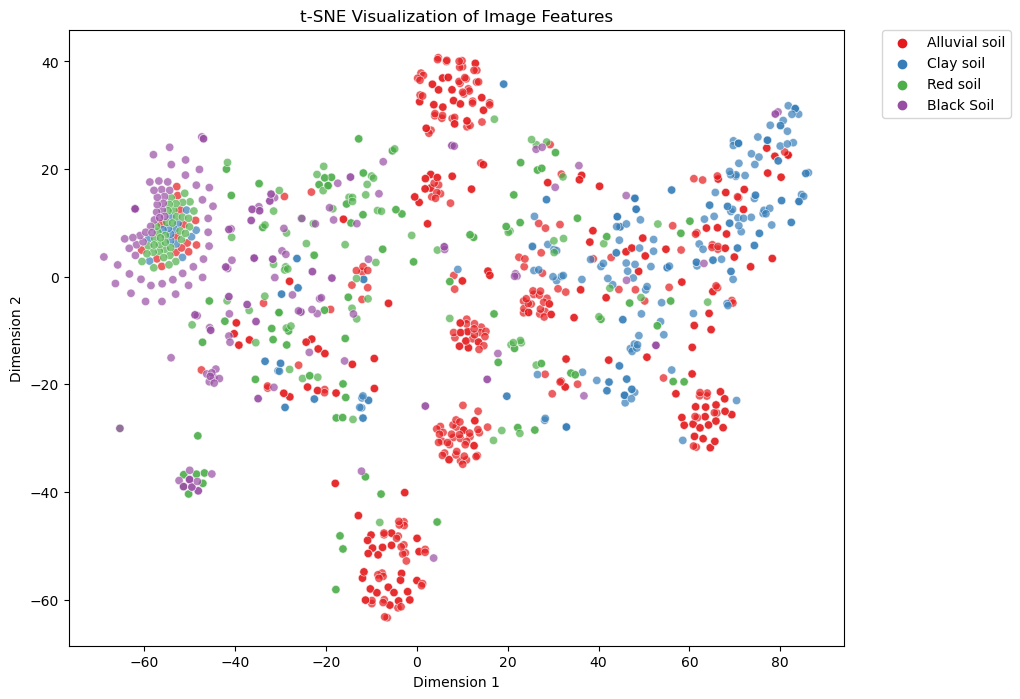 t-SNE Visualization of Image Features
Alluvial soil
Clay soil
Red soil
Black Soil
Dimension 2
40
20
0
−20
−40
−60
−60
−40
−20
0
20
40
60
80
Dimension 1